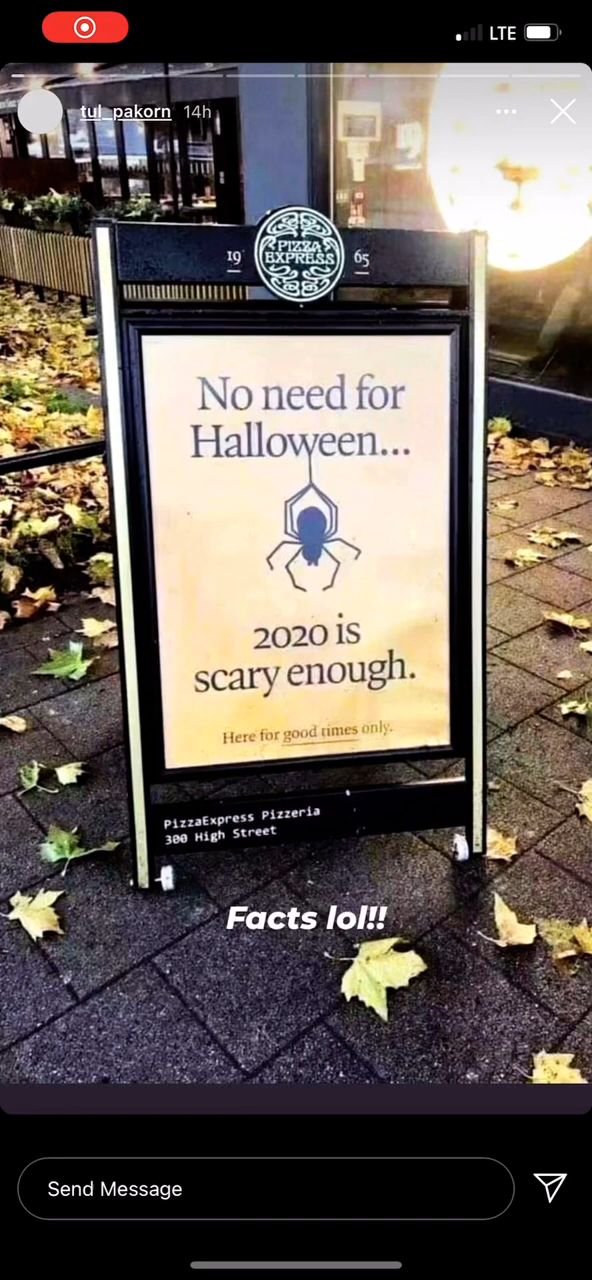 LTE
tul_pakorn 14h
19 PIZZA EXPRESS 65
No need for
Halloween...
2020 is
scary enough.
Here for good times only.
PizzaExpress Pizzeria
300 High Street
Facts lol!!
Send Message